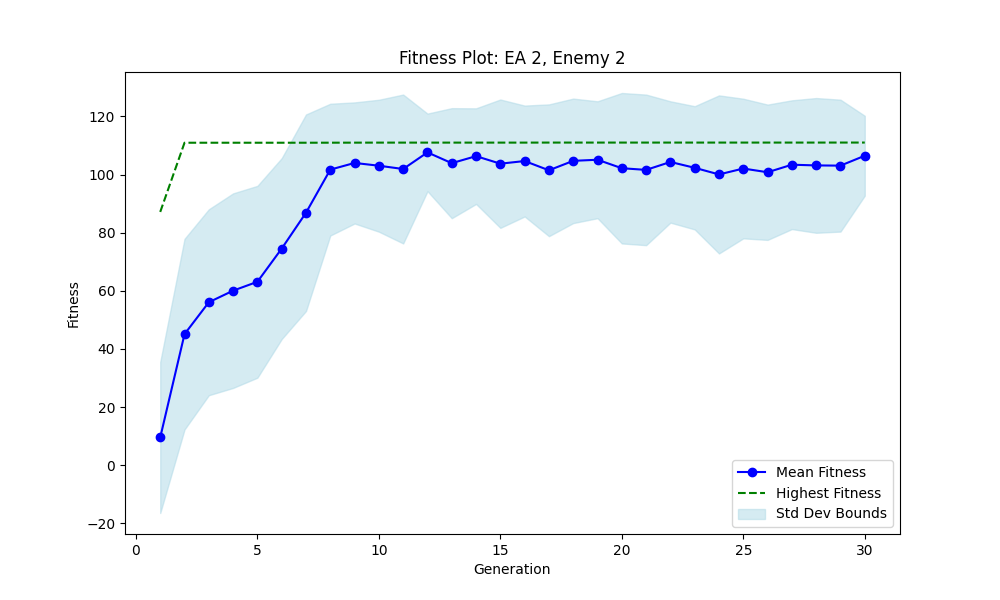 Fitness Plot: EA 2, Enemy 2
120
100
80
60
40
20
0
−20
Fitness
0 5 10 15 20 25 30
Generation
Mean Fitness
Highest Fitness
Std Dev Bounds